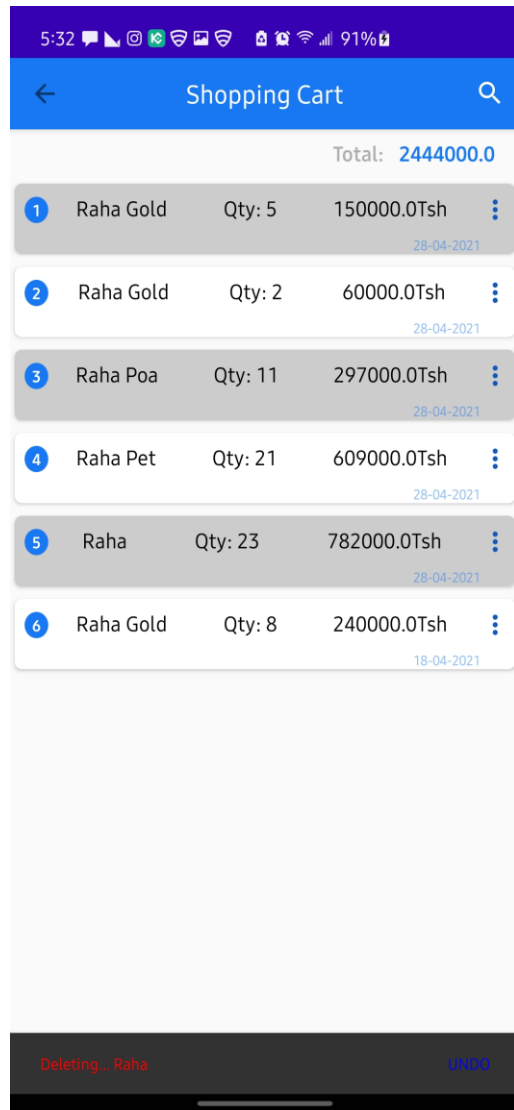 5:32 91%
Shopping Cart
Total: 2444000.0
1 Raha Gold Qty: 5 150000.0Tsh
28-04-2021
2 Raha Gold Qty: 2 60000.0Tsh
28-04-2021
3 Raha Poa Qty: 11 297000.0Tsh
28-04-2021
4 Raha Pet Qty: 21 609000.0Tsh
28-04-2021
5 Raha Qty: 23 782000.0Tsh
28-04-2021
6 Raha Gold Qty: 8 240000.0Tsh
18-04-2021
Deleting... Raha UNDO